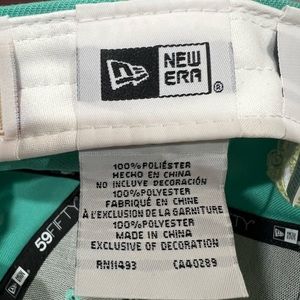 NEW
ERA
®
100%POLIÉSTER
HECHO EN CHINA
NO INCLUYE DECORACIÓN
100%POLYESTER
FABRIQUÉ EN CHINE
À L'EXCLUSION DE LA GARNITURE
100%POLYESTER
MADE IN CHINA
EXCLUSIVE OF DECORATION
RN11493 CA40289
59FIFTY
59FIFTY